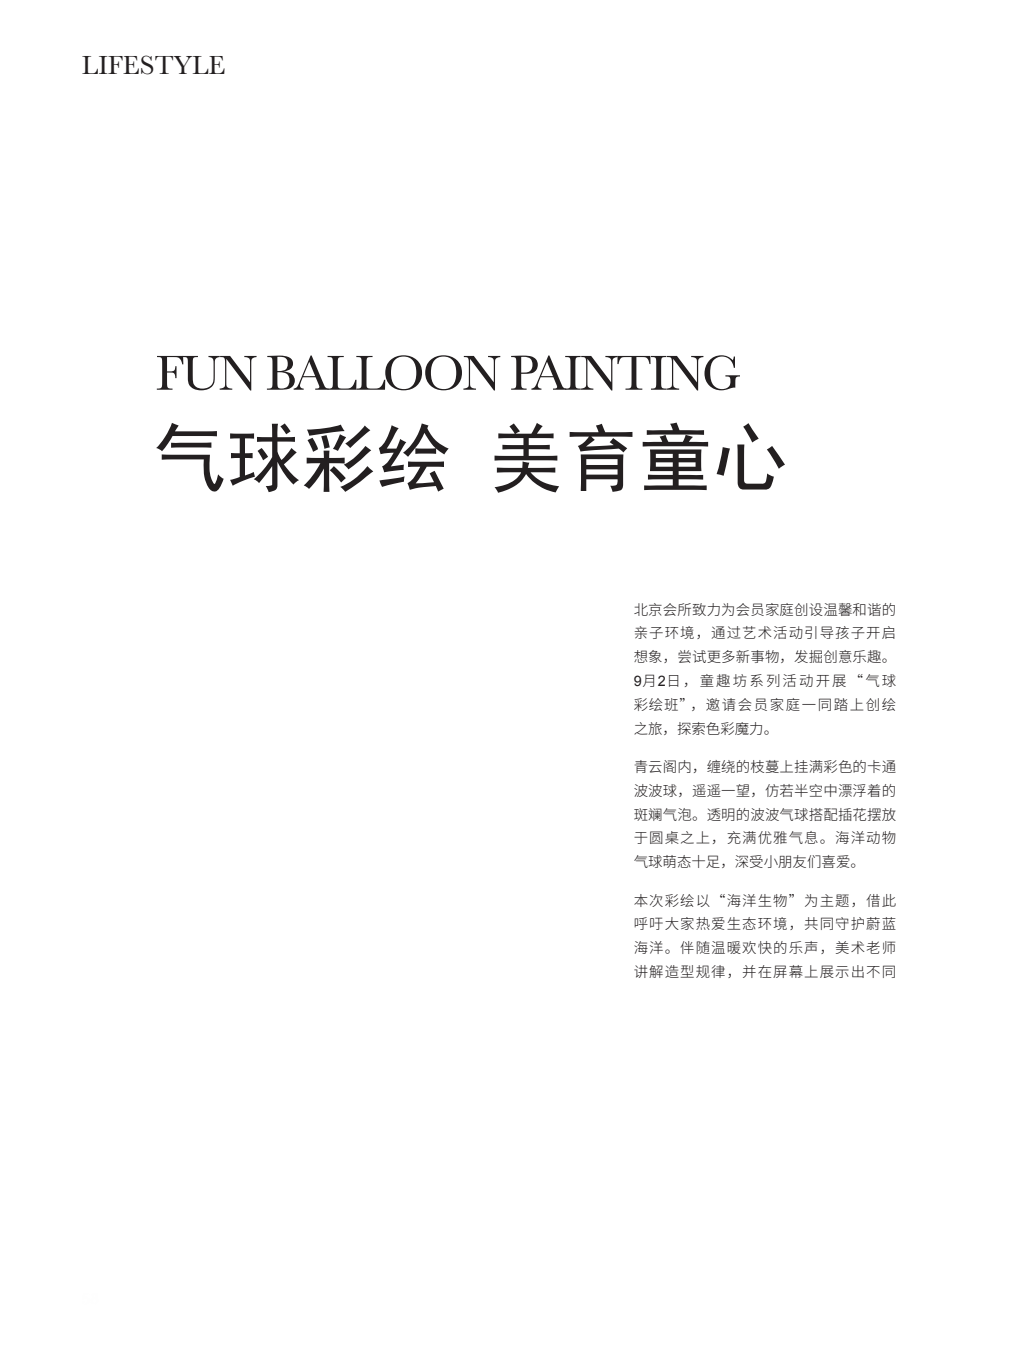 LIFESTYLE
FUN BALLOON PAINTING
气球彩绘 美育童心
北京会所致力为会员家庭创设温馨和谐的
亲子环境，通过艺术活动引导孩子开启
想象，尝试更多新事物，发掘创意乐趣。
9月2日，童趣坊系列活动开展“气球
彩绘班”，邀请会员家庭一同踏上创绘
之旅，探索色彩魔力。
青云阁内，缠绕的枝蔓上挂满彩色的卡通
波波球，遥遥一望，仿若半空中漂浮着的
斑斓气泡。透明的波波气球搭配插花摆放
于圆桌之上，充满优雅气息。海洋动物
气球萌态十足，深受小朋友们喜爱。
本次彩绘以“海洋生物”为主题，借此
呼吁大家热爱生态环境，共同守护蔚蓝
海洋。伴随温暖欢快的乐声，美术老师
讲解造型规律，并在屏幕上展示出不同